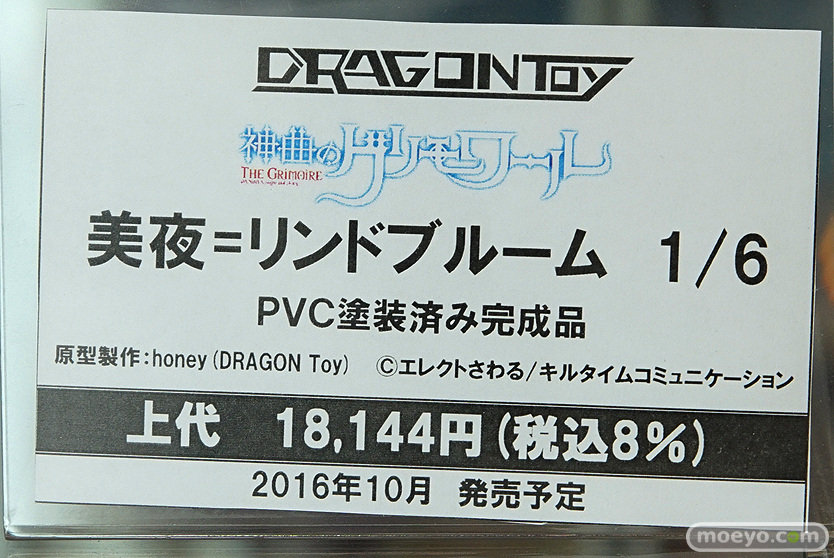 DRAGONTOY
神曲のグリモワール
THE GRIMOIRE
美夜=リンドブルーム 1/6
PVC塗装済み完成品
原型製作:honey(DRAGON Toy) ©エレクトさわる/キルタイムコミュニケーション
上代 18,144円(税込8%)
2016年10月 発売予定
moeyo.com